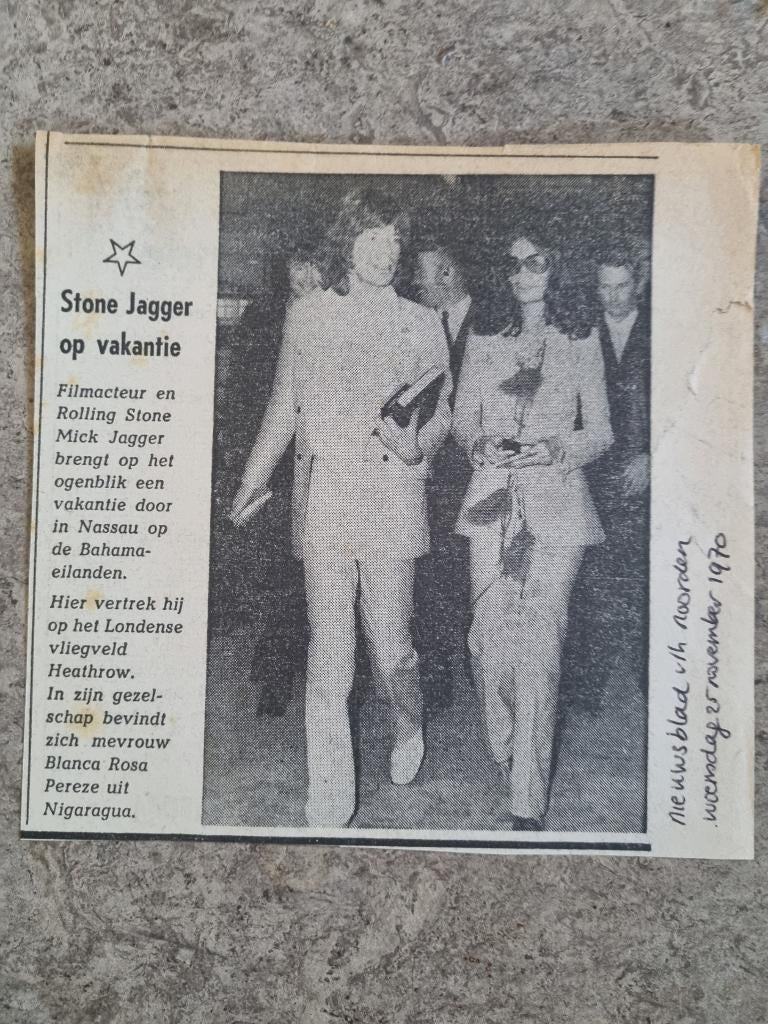 Stone Jagger
op vakantie
Filmacteur en
Rolling Stone
Mick Jagger
brengt op het
ogenblik een
vakantie door
in Nassau op
de Bahama-
eilanden.
Hier vertrek hij
op het Londense
vliegveld
Heathrow.
In zijn gezel-
schap bevindt
zich mevrouw
Blanca Rosa
Pereze uit
Nigaragua.
nieuwsblad v/h noorden
woensdag 25 november 1970